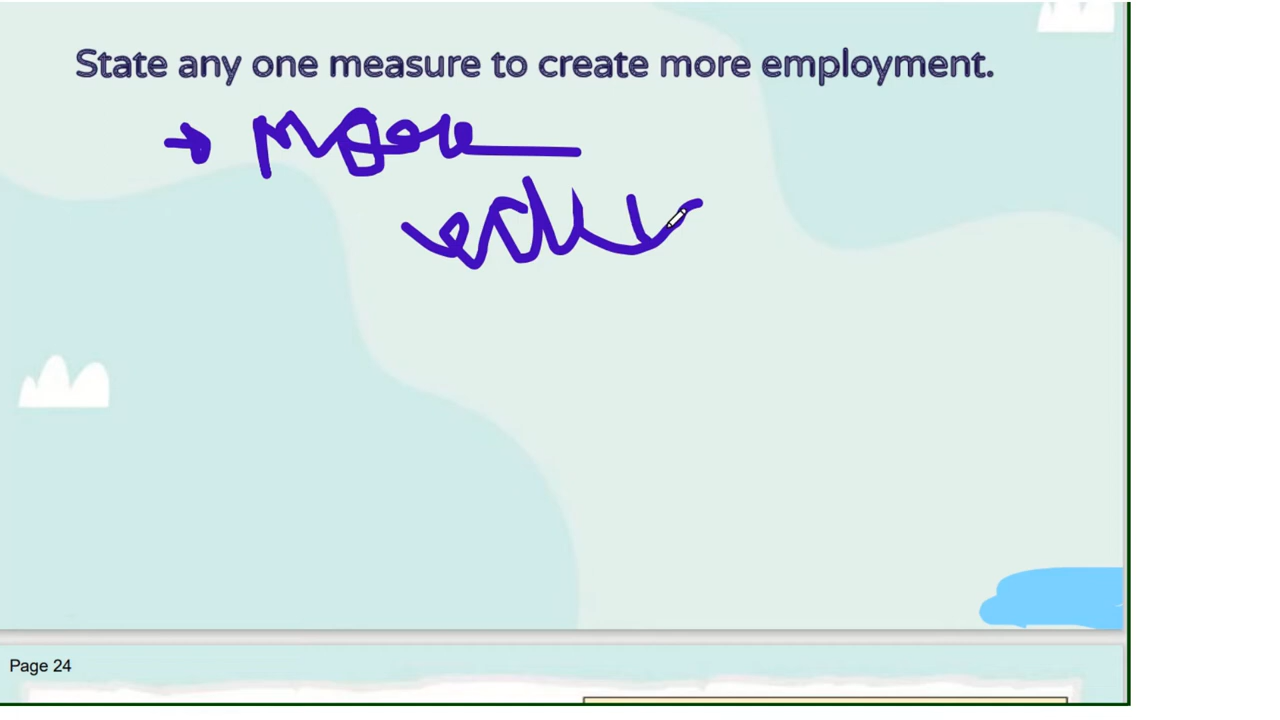 State any one measure to create more employment.
→ More
Page 24